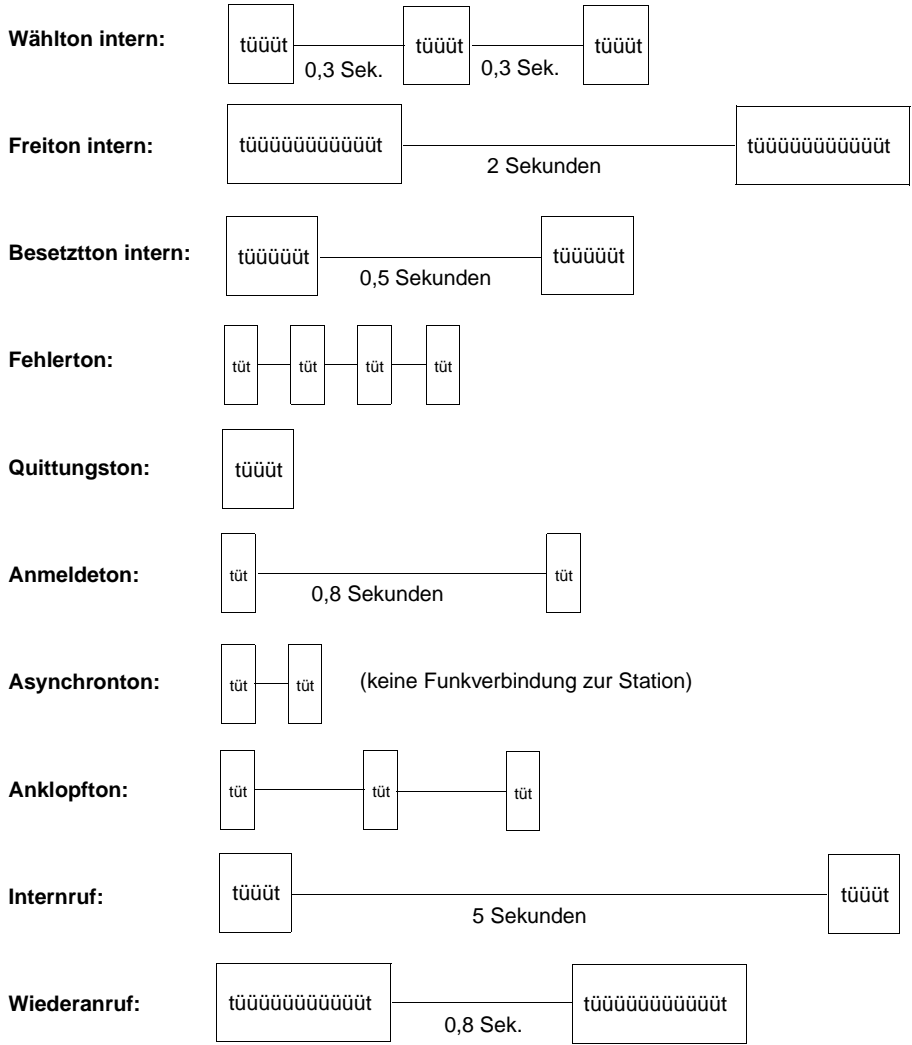 Wählton intern: tüüüt tüüüt tüüüt
0,3 Sek. 0,3 Sek.
Freiton intern: tüüüüüüüüüüüt tüüüüüüüüüüüt
2 Sekunden
Besetztton intern: tüüüüüt tüüüüüt
0,5 Sekunden
Fehlerton: tüt tüt tüt tüt
Quittungston: tüüüt
Anmeldeton: tüt tüt
0,8 Sekunden
Asynchronton: tüt tüt (keine Funkverbindung zur Station)
Anklopfton: tüt tüt tüt
Internruf: tüüüt tüüüt
5 Sekunden
Wiederanruf: tüüüüüüüüüüüt tüüüüüüüüüüüt
0,8 Sek.